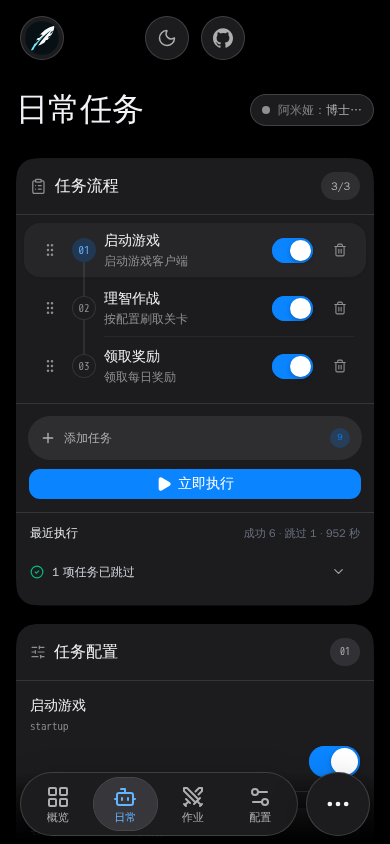 日常任务
阿米娅：博士…
任务流程
3/3
01
启动游戏
启动游戏客户端
02
理智作战
按配置刷取关卡
03
领取奖励
领取每日奖励
添加任务
9
立即执行
最近执行
成功 6 · 跳过 1 · 952 秒
1 项任务已跳过
任务配置
01
启动游戏
startup
概览
日常
作业
配置